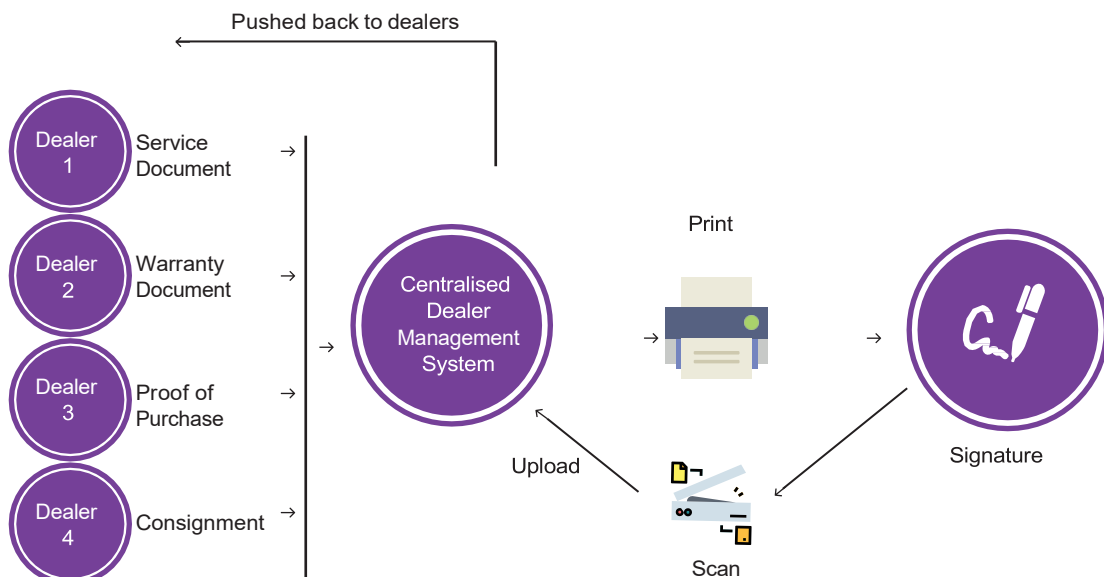 Pushed back to dealers
Dealer
1
Service
Document
Dealer
2
Warranty
Document
Dealer
3
Proof of
Purchase
Dealer
4
Consignment
Centralised
Dealer
Management
System
Print
Signature
Upload
Scan